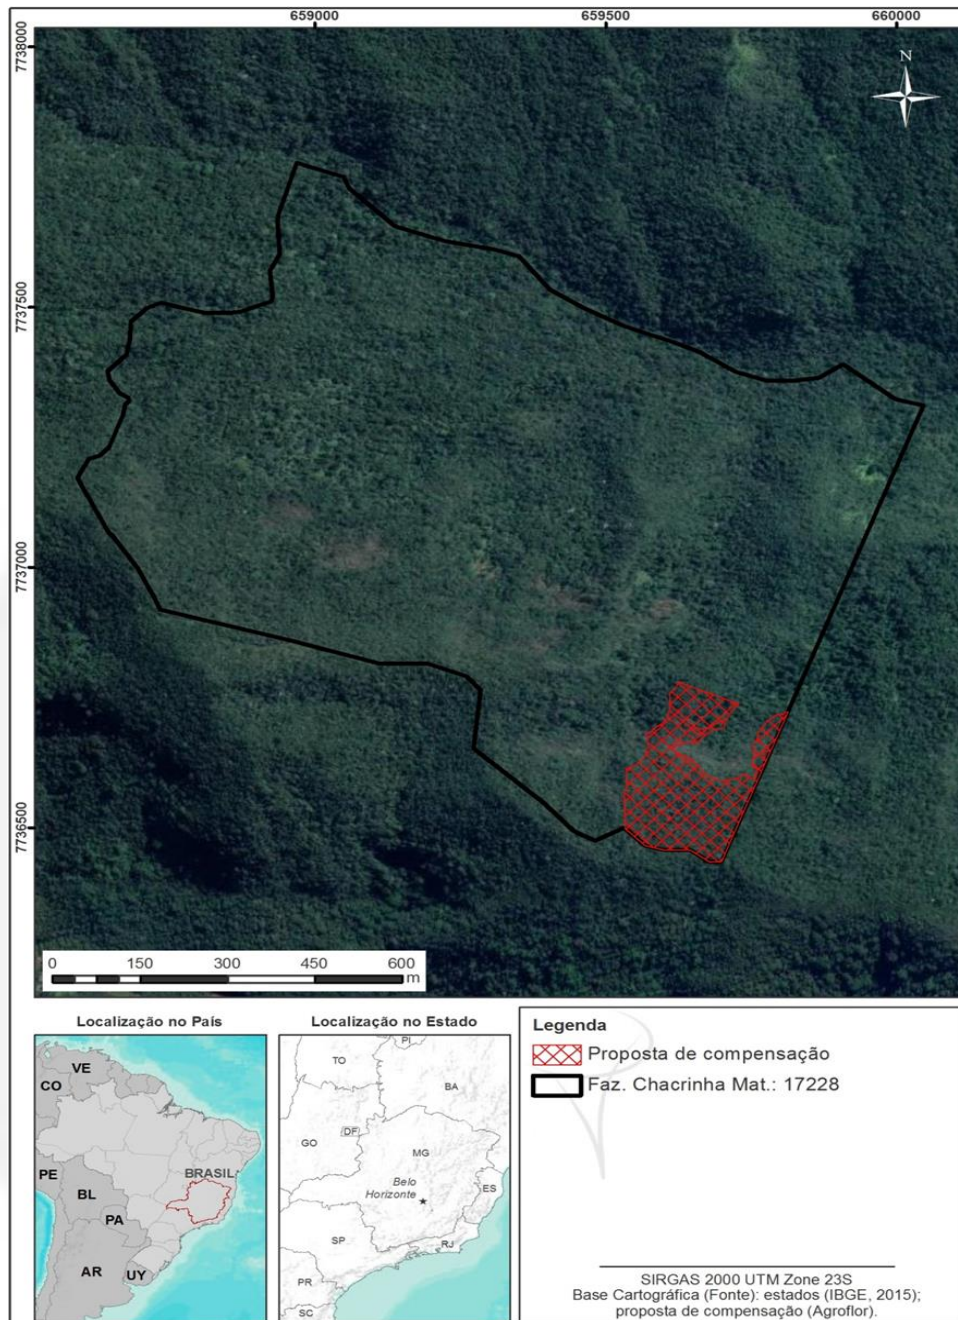 659000
659500
660000
7738000
7737500
7737000
7736500
N
0 150 300 450 600
m
Localização no País
Localização no Estado
CO
VE
PE
BRASIL
BL
PA
AR
UY
PI
TO
BA
DF
GO
MG
Belo
Horizonte
ES
SP
RJ
PR
SC
Legenda
Proposta de compensação
Faz. Chacrinha Mat.: 17228
SIRGAS 2000 UTM Zone 23S
Base Cartográfica (Fonte): estados (IBGE, 2015);
proposta de compensação (Agroflor).